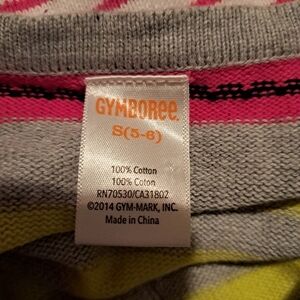 GYMBOREE.
S(5-6)
100% Cotton
100% Coton
RN70530/CA31802
©2014 GYM-MARK, INC.
Made in China